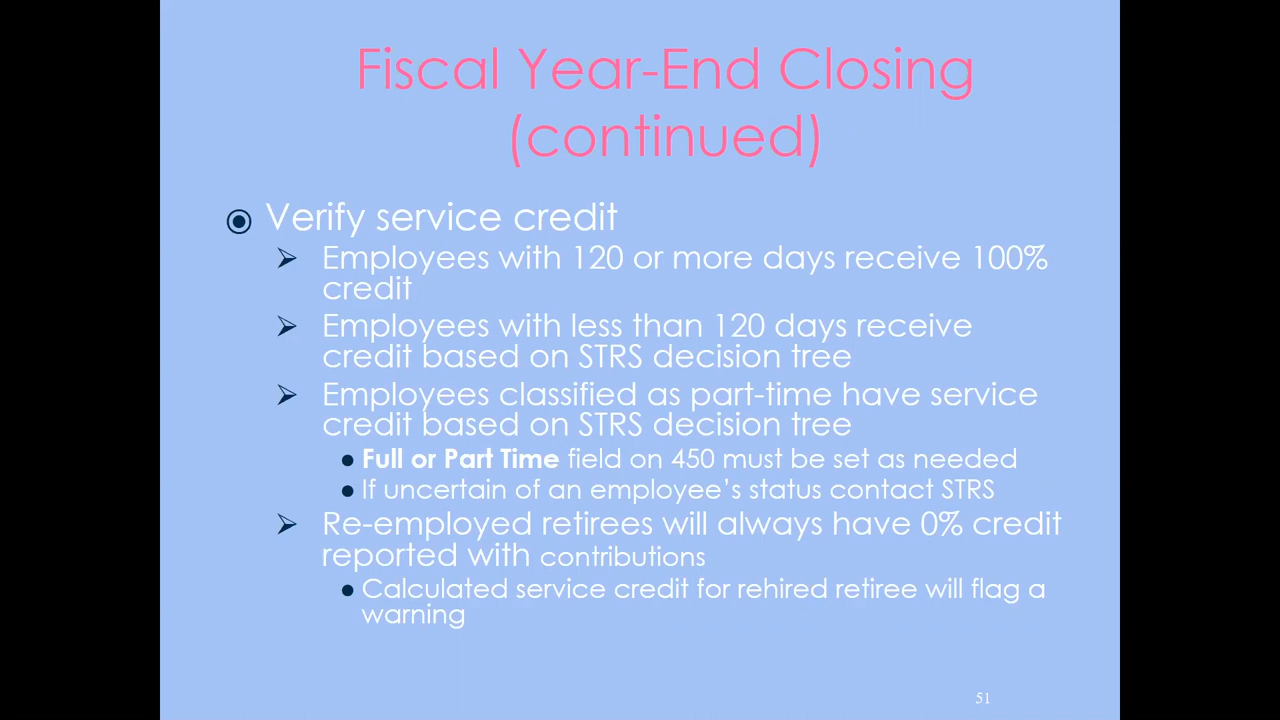 Fiscal Year-End Closing
(continued)
Verify service credit
Employees with 120 or more days receive 100%
credit
Employees with less than 120 days receive
credit based on STRS decision tree
Employees classified as part-time have service
credit based on STRS decision tree
Full or Part Time field on 450 must be set as needed
If uncertain of an employee’s status contact STRS
Re-employed retirees will always have 0% credit
reported with contributions
Calculated service credit for rehired retiree will flag a
warning
51